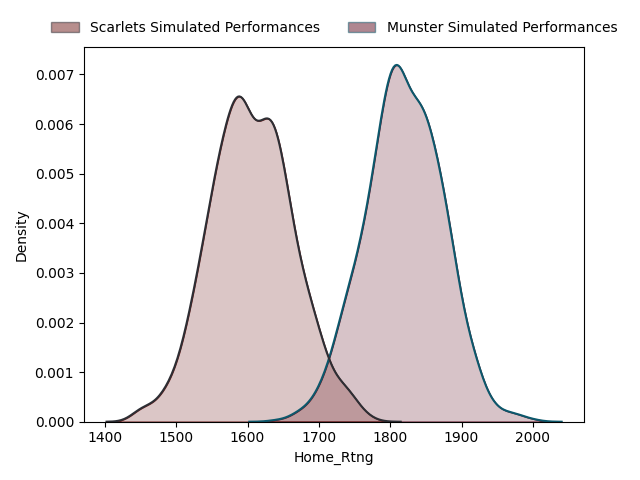 Scarlets Simulated Performances Munster Simulated Performances
0.007
0.006
0.005
0.004
0.003
0.002
0.001
0.000
Density
1400 1500 1600 1700 1800 1900 2000
Home_Rtng